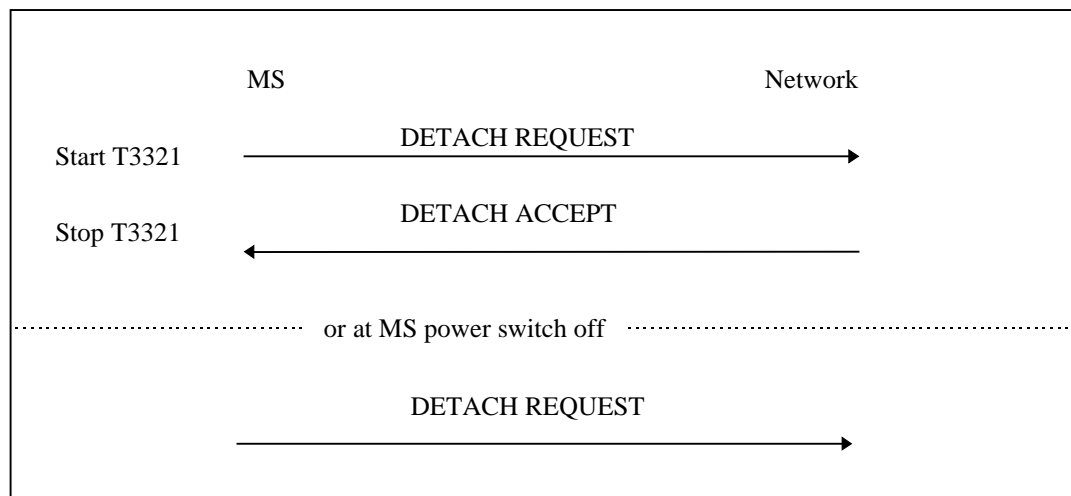 MS Network
DETACH REQUEST
Start T3321
DETACH ACCEPT
Stop T3321
or at MS power switch off
DETACH REQUEST